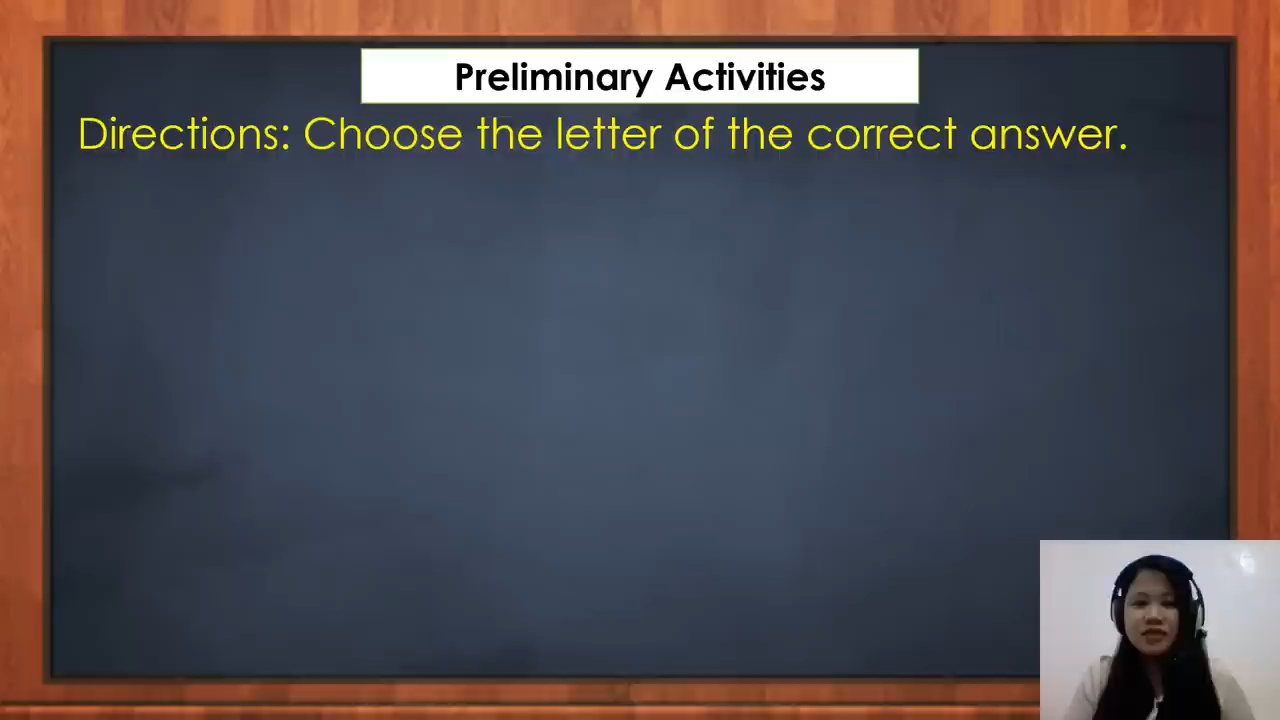 Preliminary Activities
Directions: Choose the letter of the correct answer.